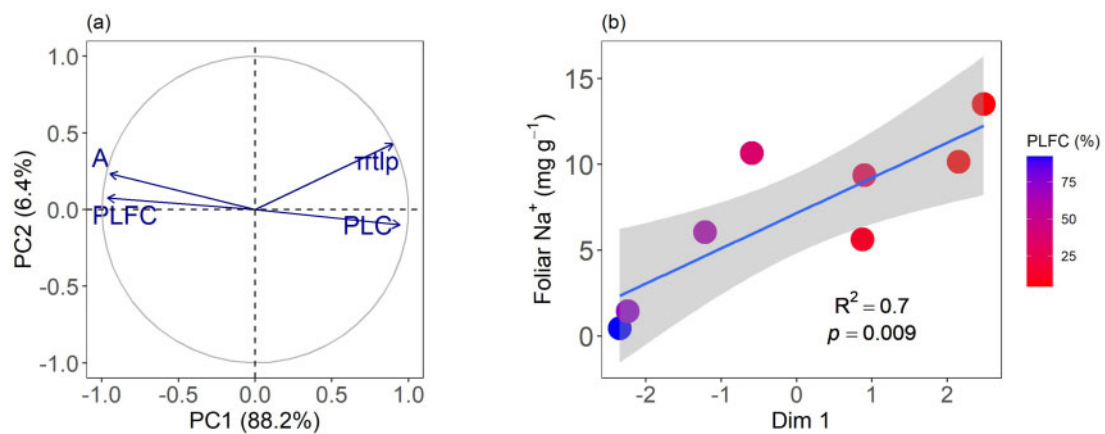 (a)
1.0
0.5
0.0
-0.5
-1.0
PC2 (6.4%)
A
PLFC
πtlp
PLC
-1.0 -0.5 0.0 0.5 1.0
PC1 (88.2%)
(b)
15
10
5
0
Foliar Na⁺ (mg g⁻¹)
R² = 0.7
p = 0.009
-2 -1 0 1 2
Dim 1
PLFC (%)
75
50
25